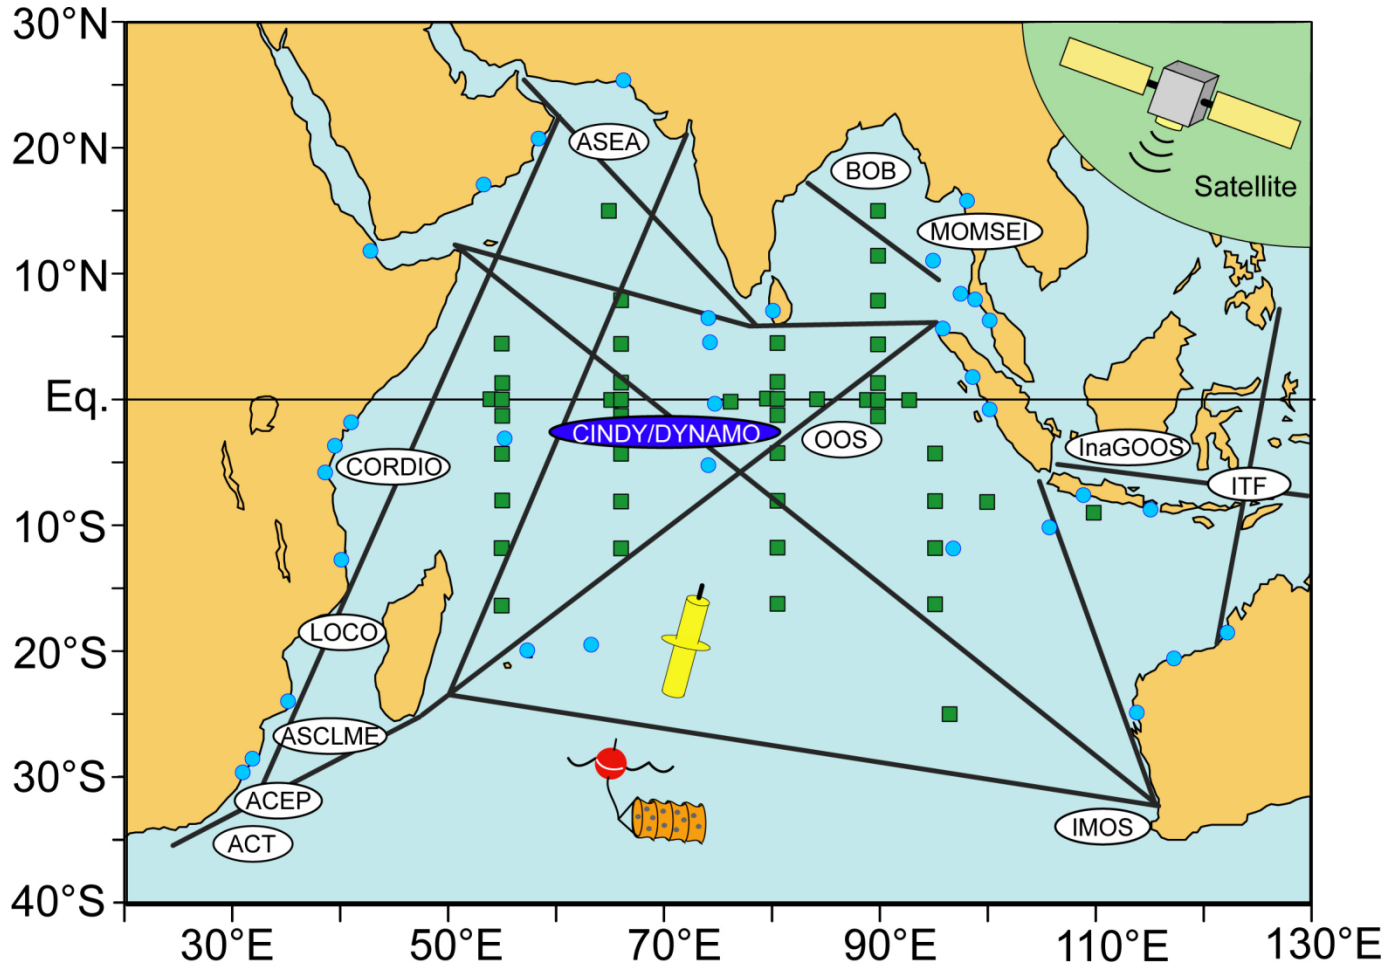 30°N
20°N
10°N
Eq.
10°S
20°S
30°S
40°S
ASEA
BOB
Satellite
MOMSEI
CINDY/DYNAMO
OOS
InaGOOS
CORDIO
ITF
LOCO
ASCLME
ACEP
IMOS
ACT
30°E
50°E
70°E
90°E
110°E
130°E